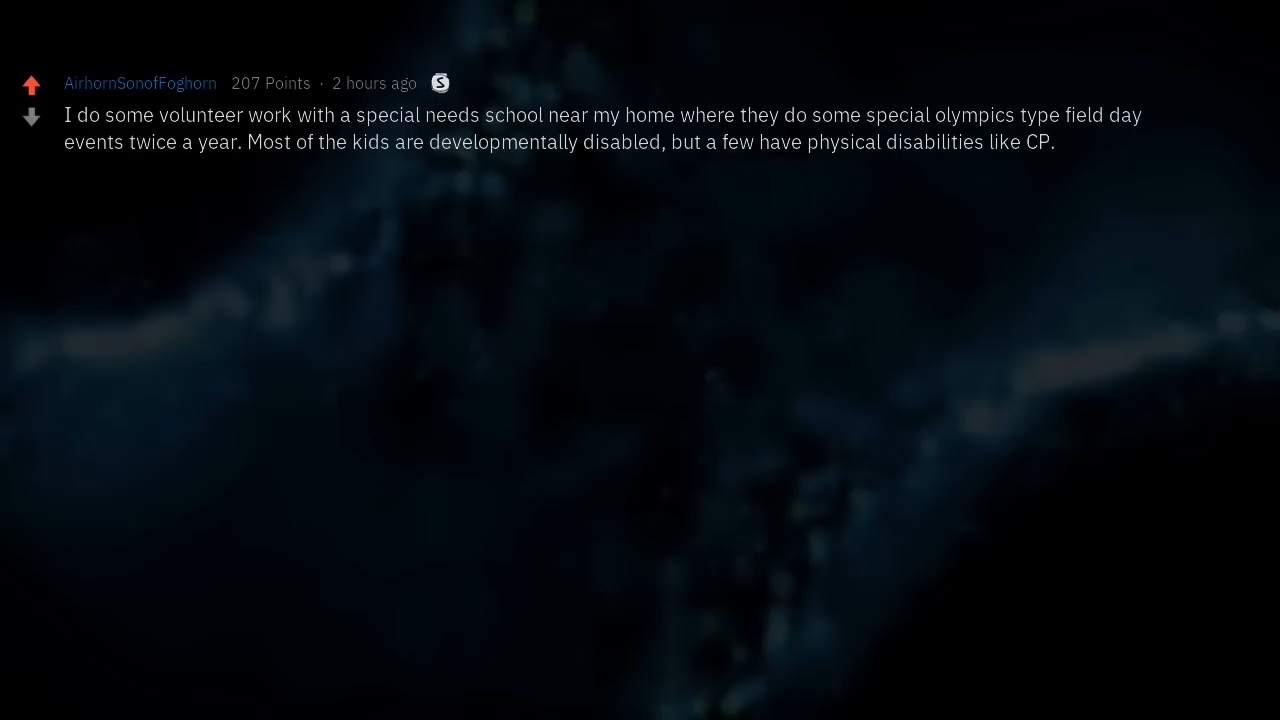 AirhornSonofFoghorn 207 Points · 2 hours ago S
I do some volunteer work with a special needs school near my home where they do some special olympics type field day
events twice a year. Most of the kids are developmentally disabled, but a few have physical disabilities like CP.